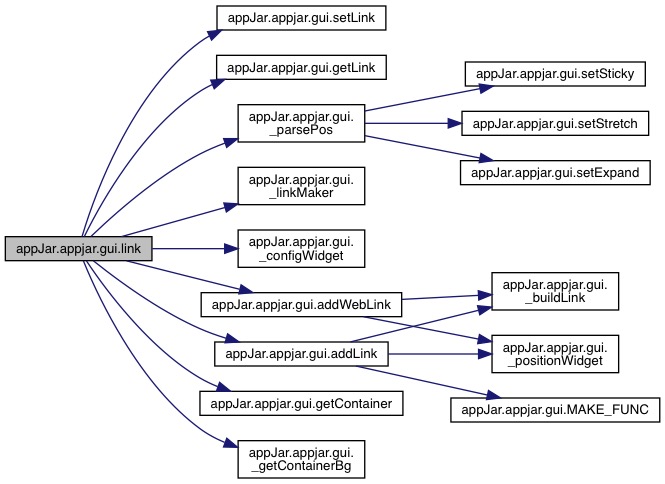 appJar.appjar.gui.link
appJar.appjar.gui.setLink
appJar.appjar.gui.getLink
appJar.appjar.gui.
_parsePos
appJar.appjar.gui.setSticky
appJar.appjar.gui.setStretch
appJar.appjar.gui.setExpand
appJar.appjar.gui.
_linkMaker
appJar.appjar.gui.
_configWidget
appJar.appjar.gui.addWebLink
appJar.appjar.gui.addLink
appJar.appjar.gui.
_buildLink
appJar.appjar.gui.
_positionWidget
appJar.appjar.gui.MAKE_FUNC
appJar.appjar.gui.getContainer
appJar.appjar.gui.
_getContainerBg